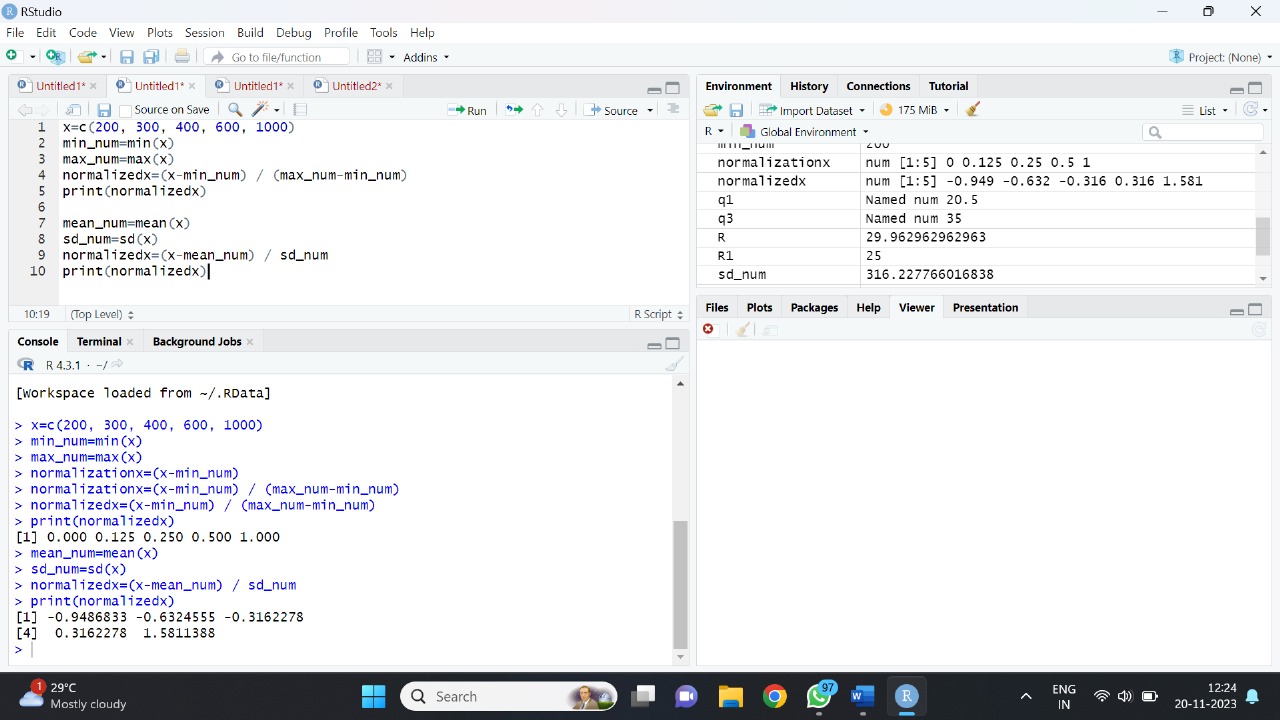 RStudio
File Edit Code View Plots Session Build Debug Profile Tools Help
Go to file/function Addins Project: (None)
Untitled1* Untitled1* Untitled1* Untitled2*
Source on Save Run Source
1 x=c(200, 300, 400, 600, 1000)
2 min_num=min(x)
3 max_num=max(x)
4 normalizedx=(x-min_num) / (max_num-min_num)
5 print(normalizedx)
6
7 mean_num=mean(x)
8 sd_num=sd(x)
9 normalizedx=(x-mean_num) / sd_num
10 print(normalizedx)
10:19 (Top Level) R Script
Console Terminal Background Jobs
R 4.3.1 · ~/
[Workspace loaded from ~/.RData]
> x=c(200, 300, 400, 600, 1000)
> min_num=min(x)
> max_num=max(x)
> normalizationx=(x-min_num)
> normalizationx=(x-min_num) / (max_num-min_num)
> normalizedx=(x-min_num) / (max_num-min_num)
> print(normalizedx)
[1] 0.000 0.125 0.250 0.500 1.000
> mean_num=mean(x)
> sd_num=sd(x)
> normalizedx=(x-mean_num) / sd_num
> print(normalizedx)
[1] -0.9486833 -0.6324555 -0.3162278
[4] 0.3162278 1.5811388
>
Environment History Connections Tutorial
Import Dataset 175 MiB List
R Global Environment
min_num 200
normalizationx num [1:5] 0 0.125 0.25 0.5 1
normalizedx num [1:5] -0.949 -0.632 -0.316 0.316 1.581
q1 Named num 20.5
q3 Named num 35
R 29.962962962963
R1 25
sd_num 316.227766016838
Files Plots Packages Help Viewer Presentation
1 29°C
Mostly cloudy
Search
97
ENG
IN
12:24
20-11-2023